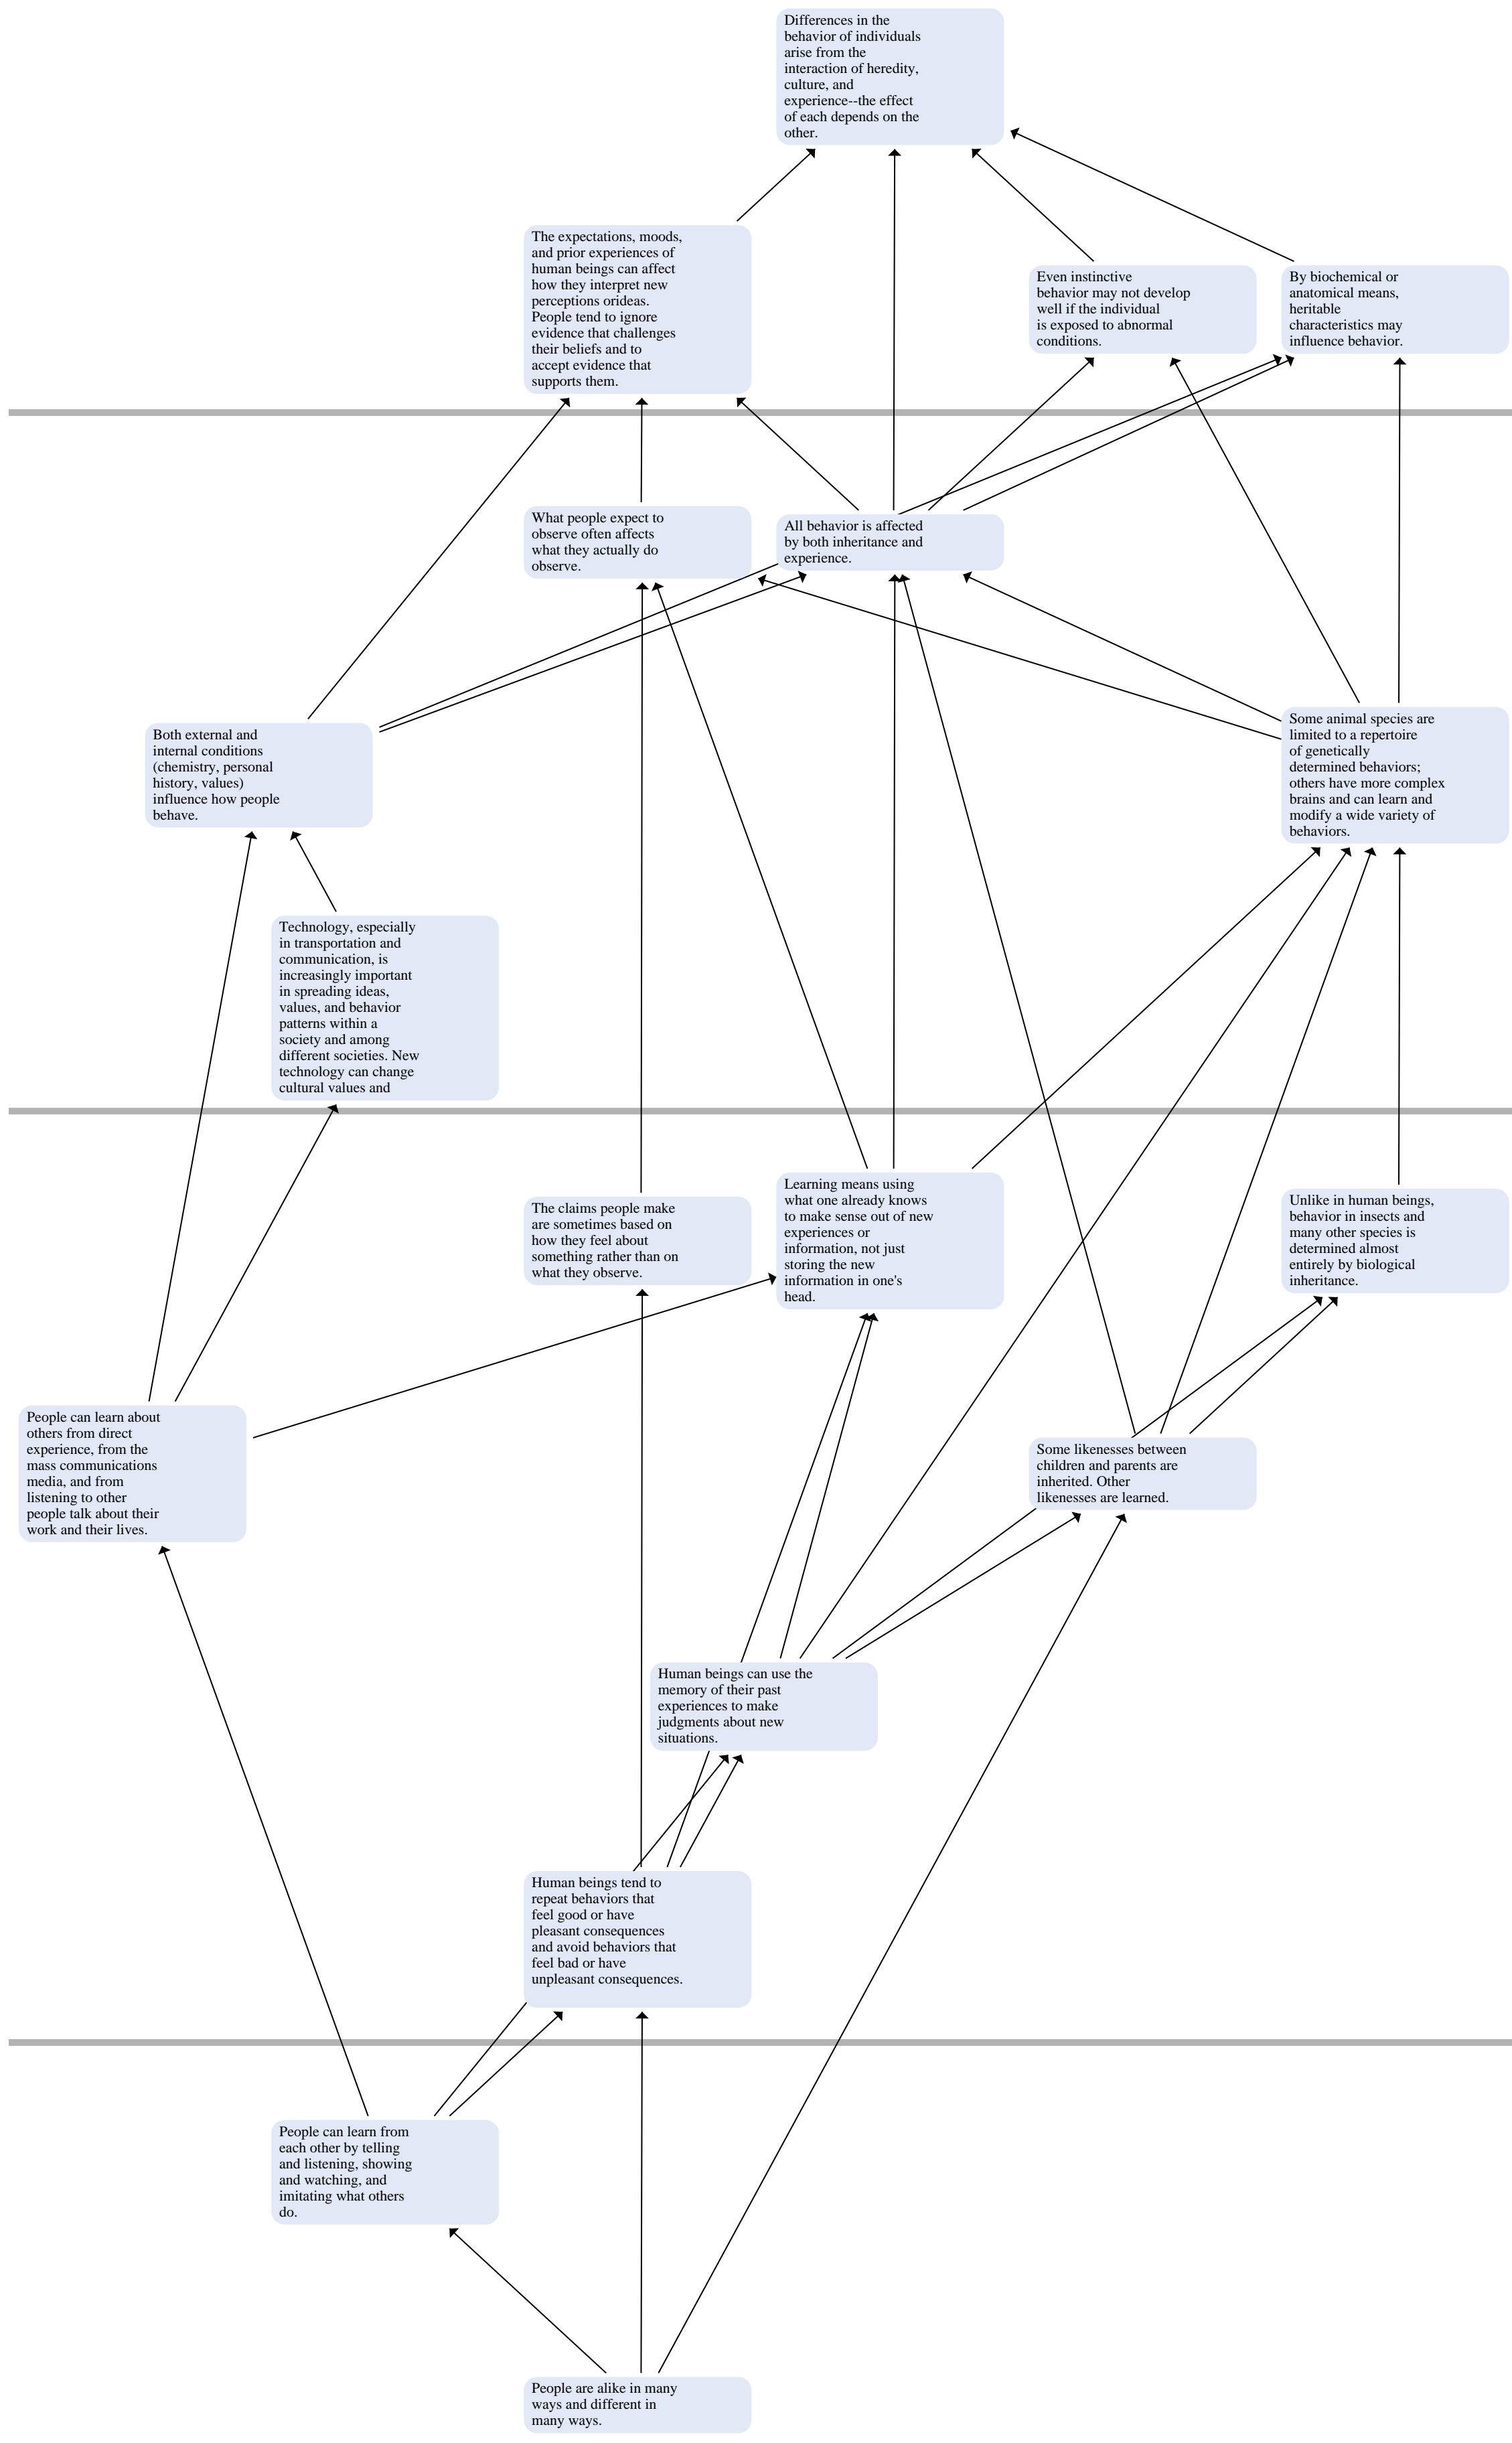 Differences in the
behavior of individuals
arise from the
interaction of heredity,
culture, and
experience--the effect
of each depends on the
other.
The expectations, moods,
and prior experiences of
human beings can affect
how they interpret new
perceptions orideas.
People tend to ignore
evidence that challenges
their beliefs and to
accept evidence that
supports them.
Even instinctive
behavior may not develop
well if the individual
is exposed to abnormal
conditions.
By biochemical or
anatomical means,
heritable
characteristics may
influence behavior.
What people expect to
observe often affects
what they actually do
observe.
All behavior is affected
by both inheritance and
experience.
Both external and
internal conditions
(chemistry, personal
history, values)
influence how people
behave.
Some animal species are
limited to a repertoire
of genetically
determined behaviors;
others have more complex
brains and can learn and
modify a wide variety of
behaviors.
Technology, especially
in transportation and
communication, is
increasingly important
in spreading ideas,
values, and behavior
patterns within a
society and among
different societies. New
technology can change
cultural values and
The claims people make
are sometimes based on
how they feel about
something rather than on
what they observe.
Learning means using
what one already knows
to make sense out of new
experiences or
information, not just
storing the new
information in one's
head.
Unlike in human beings,
behavior in insects and
many other species is
determined almost
entirely by biological
inheritance.
People can learn about
others from direct
experience, from the
mass communications
media, and from
listening to other
people talk about their
work and their lives.
Some likenesses between
children and parents are
inherited. Other
likenesses are learned.
Human beings can use the
memory of their past
experiences to make
judgments about new
situations.
Human beings tend to
repeat behaviors that
feel good or have
pleasant consequences
and avoid behaviors that
feel bad or have
unpleasant consequences.
People can learn from
each other by telling
and listening, showing
and watching, and
imitating what others
do.
People are alike in many
ways and different in
many ways.